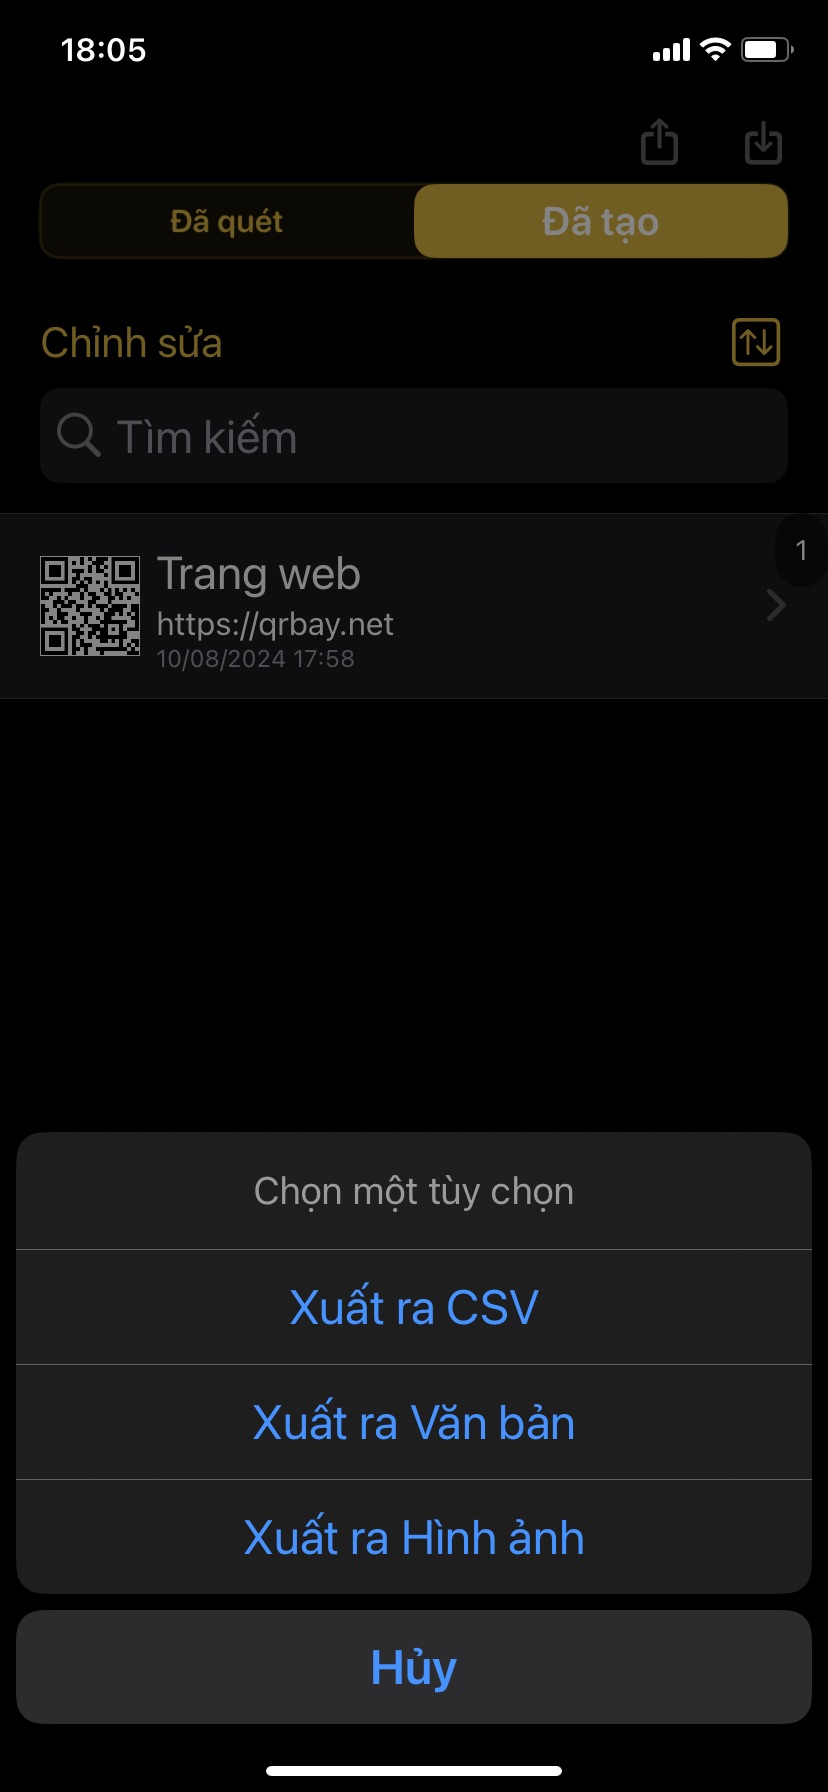 18:05
Đã quét
Đã tạo
Chỉnh sửa
Tìm kiếm
1
Trang web
https://qrbay.net
10/08/2024 17:58
Chọn một tùy chọn
Xuất ra CSV
Xuất ra Văn bản
Xuất ra Hình ảnh
Hủy